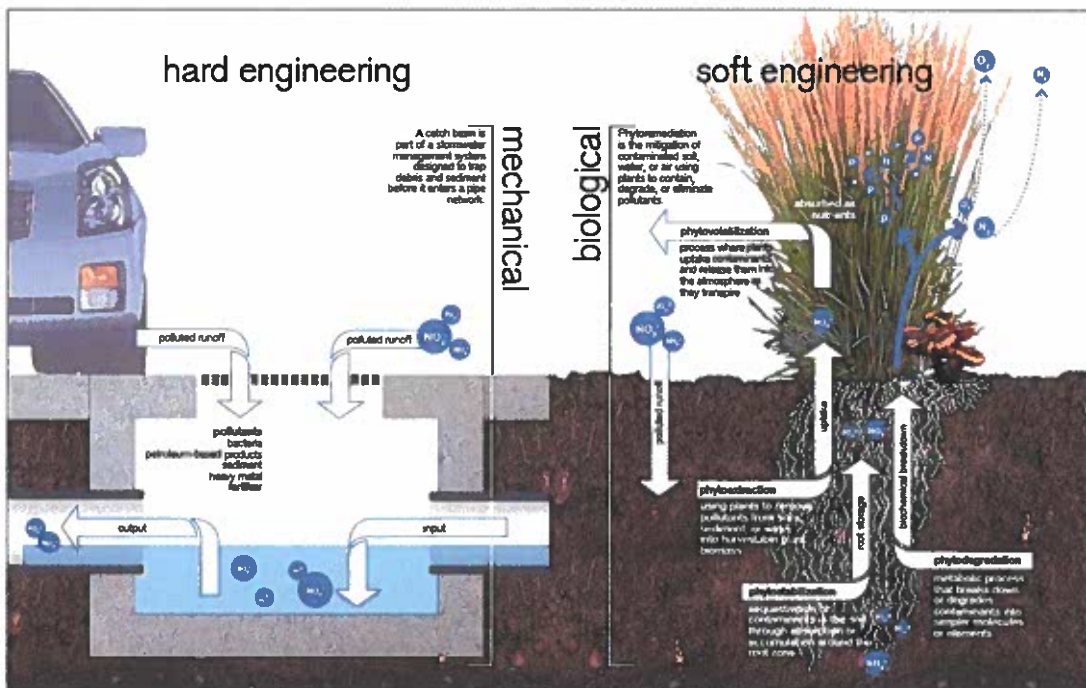 hard engineering
A catch basin is
part of a stormwater
management system
designed to trap
debris and sediment
before it enters a pipe
network.
mechanical
polluted runoff
polluted runoff
NO
pollutants
bacteria
petroleum-based products
sediment
heavy metal
fertilizer
output
input
soft engineering
biological
Phytoremediation
is the mitigation of
contaminated soil,
water, or air using
plants to contain,
degrade, or eliminate
pollutants
O₂
N₂
absorbed as
nutrients
P
N
N₂
phytovolatilization
process where plants
uptake contaminants
and release them into
the atmosphere as
they transpire
NO
polluted runoff
uptake
phytoextraction
using plants to remove
pollutants from soils,
sediment, or water
into harvestable plant
biomass
root storage
biochemical breakdown
phytostabilization
sequestration of
contaminants in the soil
through absorption or
accumulation around the
root zone
phytodegradation
metabolic process
that breaks down
or degrades
contaminants into
simpler molecules
or elements